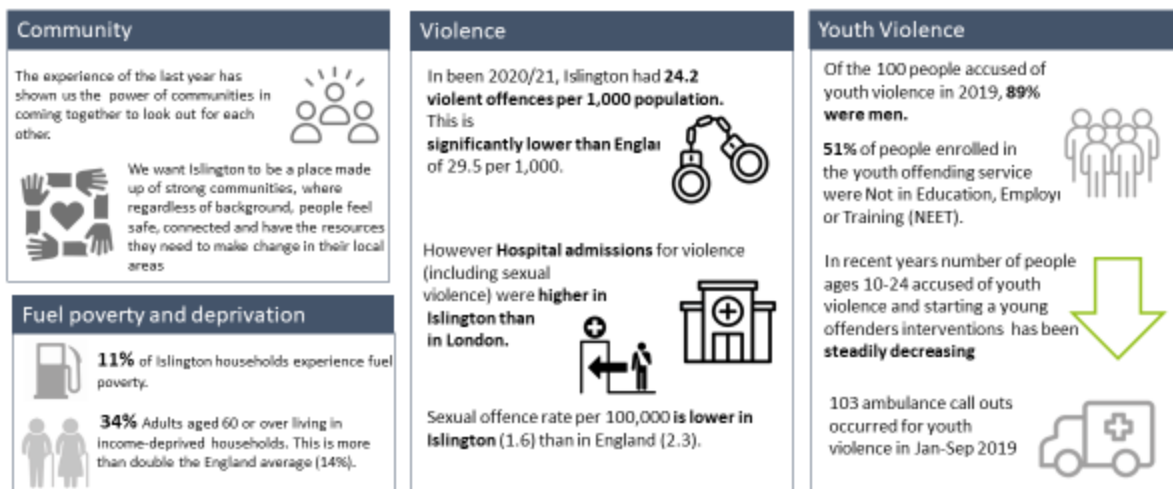 Community
The experience of the last year has
shown us the power of communities in
coming together to look out for each
other.
We want Islington to be a place made
up of strong communities, where
regardless of background, people feel
safe, connected and have the resources
they need to make change in their local
areas
Fuel poverty and deprivation
11% of Islington households experience fuel
poverty.
34% Adults aged 60 or over living in
income-deprived households. This is more
than double the England average (14%).
Violence
In been 2020/21, Islington had 24.2
violent offences per 1,000 population.
This is
significantly lower than Englar
of 29.5 per 1,000.
However Hospital admissions for violence
(including sexual
violence) were higher in
Islington than
in London.
Sexual offence rate per 100,000 is lower in
Islington (1.6) than in England (2.3).
Youth Violence
Of the 100 people accused of
youth violence in 2019, 89%
were men.
51% of people enrolled in
the youth offending service
were Not in Education, Employı
or Training (NEET).
In recent years number of people
ages 10-24 accused of youth
violence and starting a young
offenders interventions has been
steadily decreasing
103 ambulance call outs
occurred for youth
violence in Jan-Sep 2019